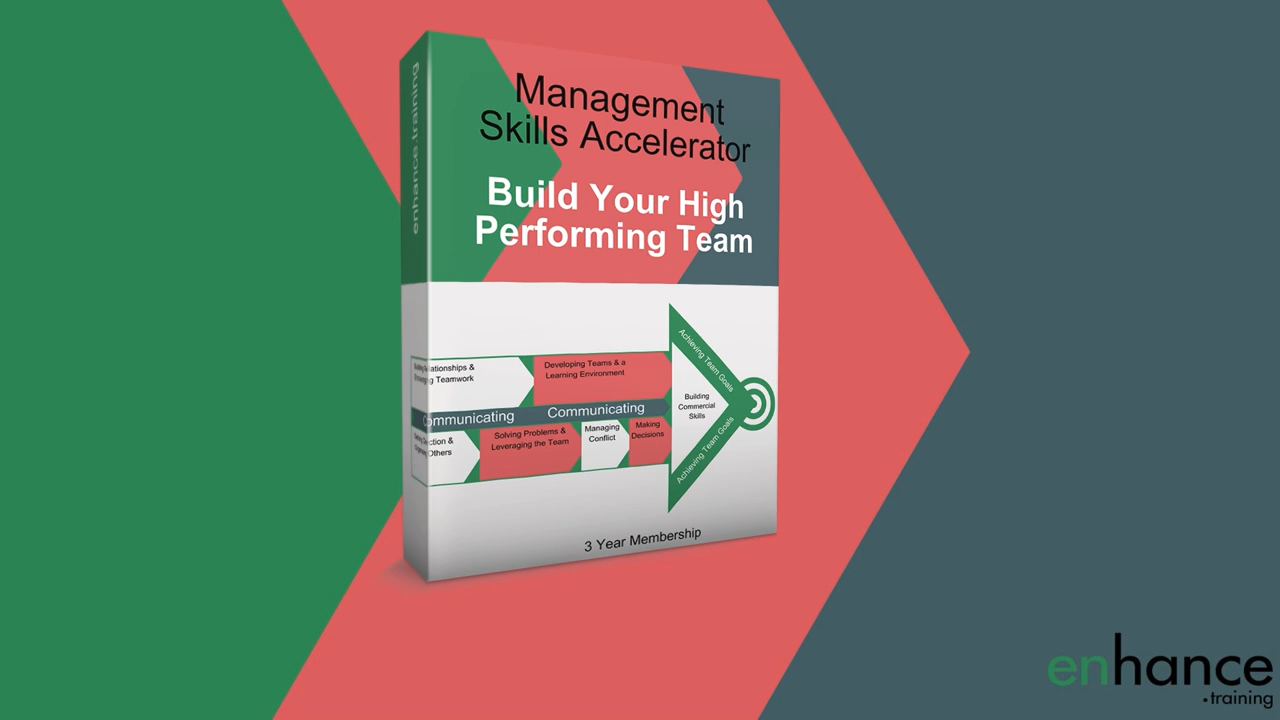 enhance.training
Management
Skills Accelerator
Build Your High
Performing Team
ationships &
g Teamwork
Developing Teams & a
Learning Environment
Communicating
Communicating
ction &
Others
Solving Problems &
Leveraging the Team
Managing
Conflict
Making
Decisions
Building
Commercial
Skills
Achieving Team Goals
Achieving Team Goals
3 Year Membership
enhance
.training